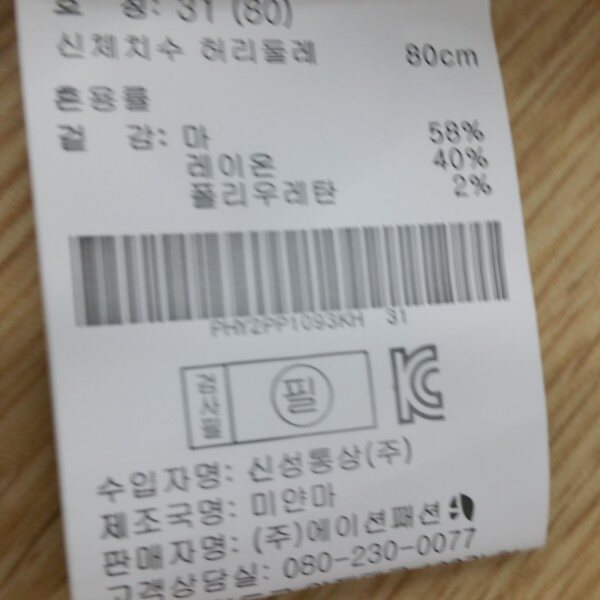 호 칭: 31 (80)
신체치수 허리둘레 80cm
혼용률
겉 감: 마 58%
레이온 40%
폴리우레탄 2%
PHY2PP1093KH 31
검사필 필
수입자명: 신성통상(주)
제조국명: 미얀마
판매자명: (주)에이션패션
고객상담실: 080-230-0077